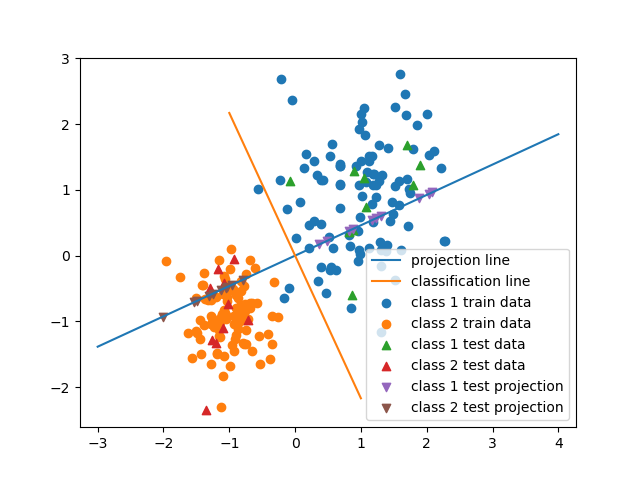 3
2
1
0
−1
−2
−3 −2 −1 0 1 2 3 4
projection line
classification line
class 1 train data
class 2 train data
class 1 test data
class 2 test data
class 1 test projection
class 2 test projection